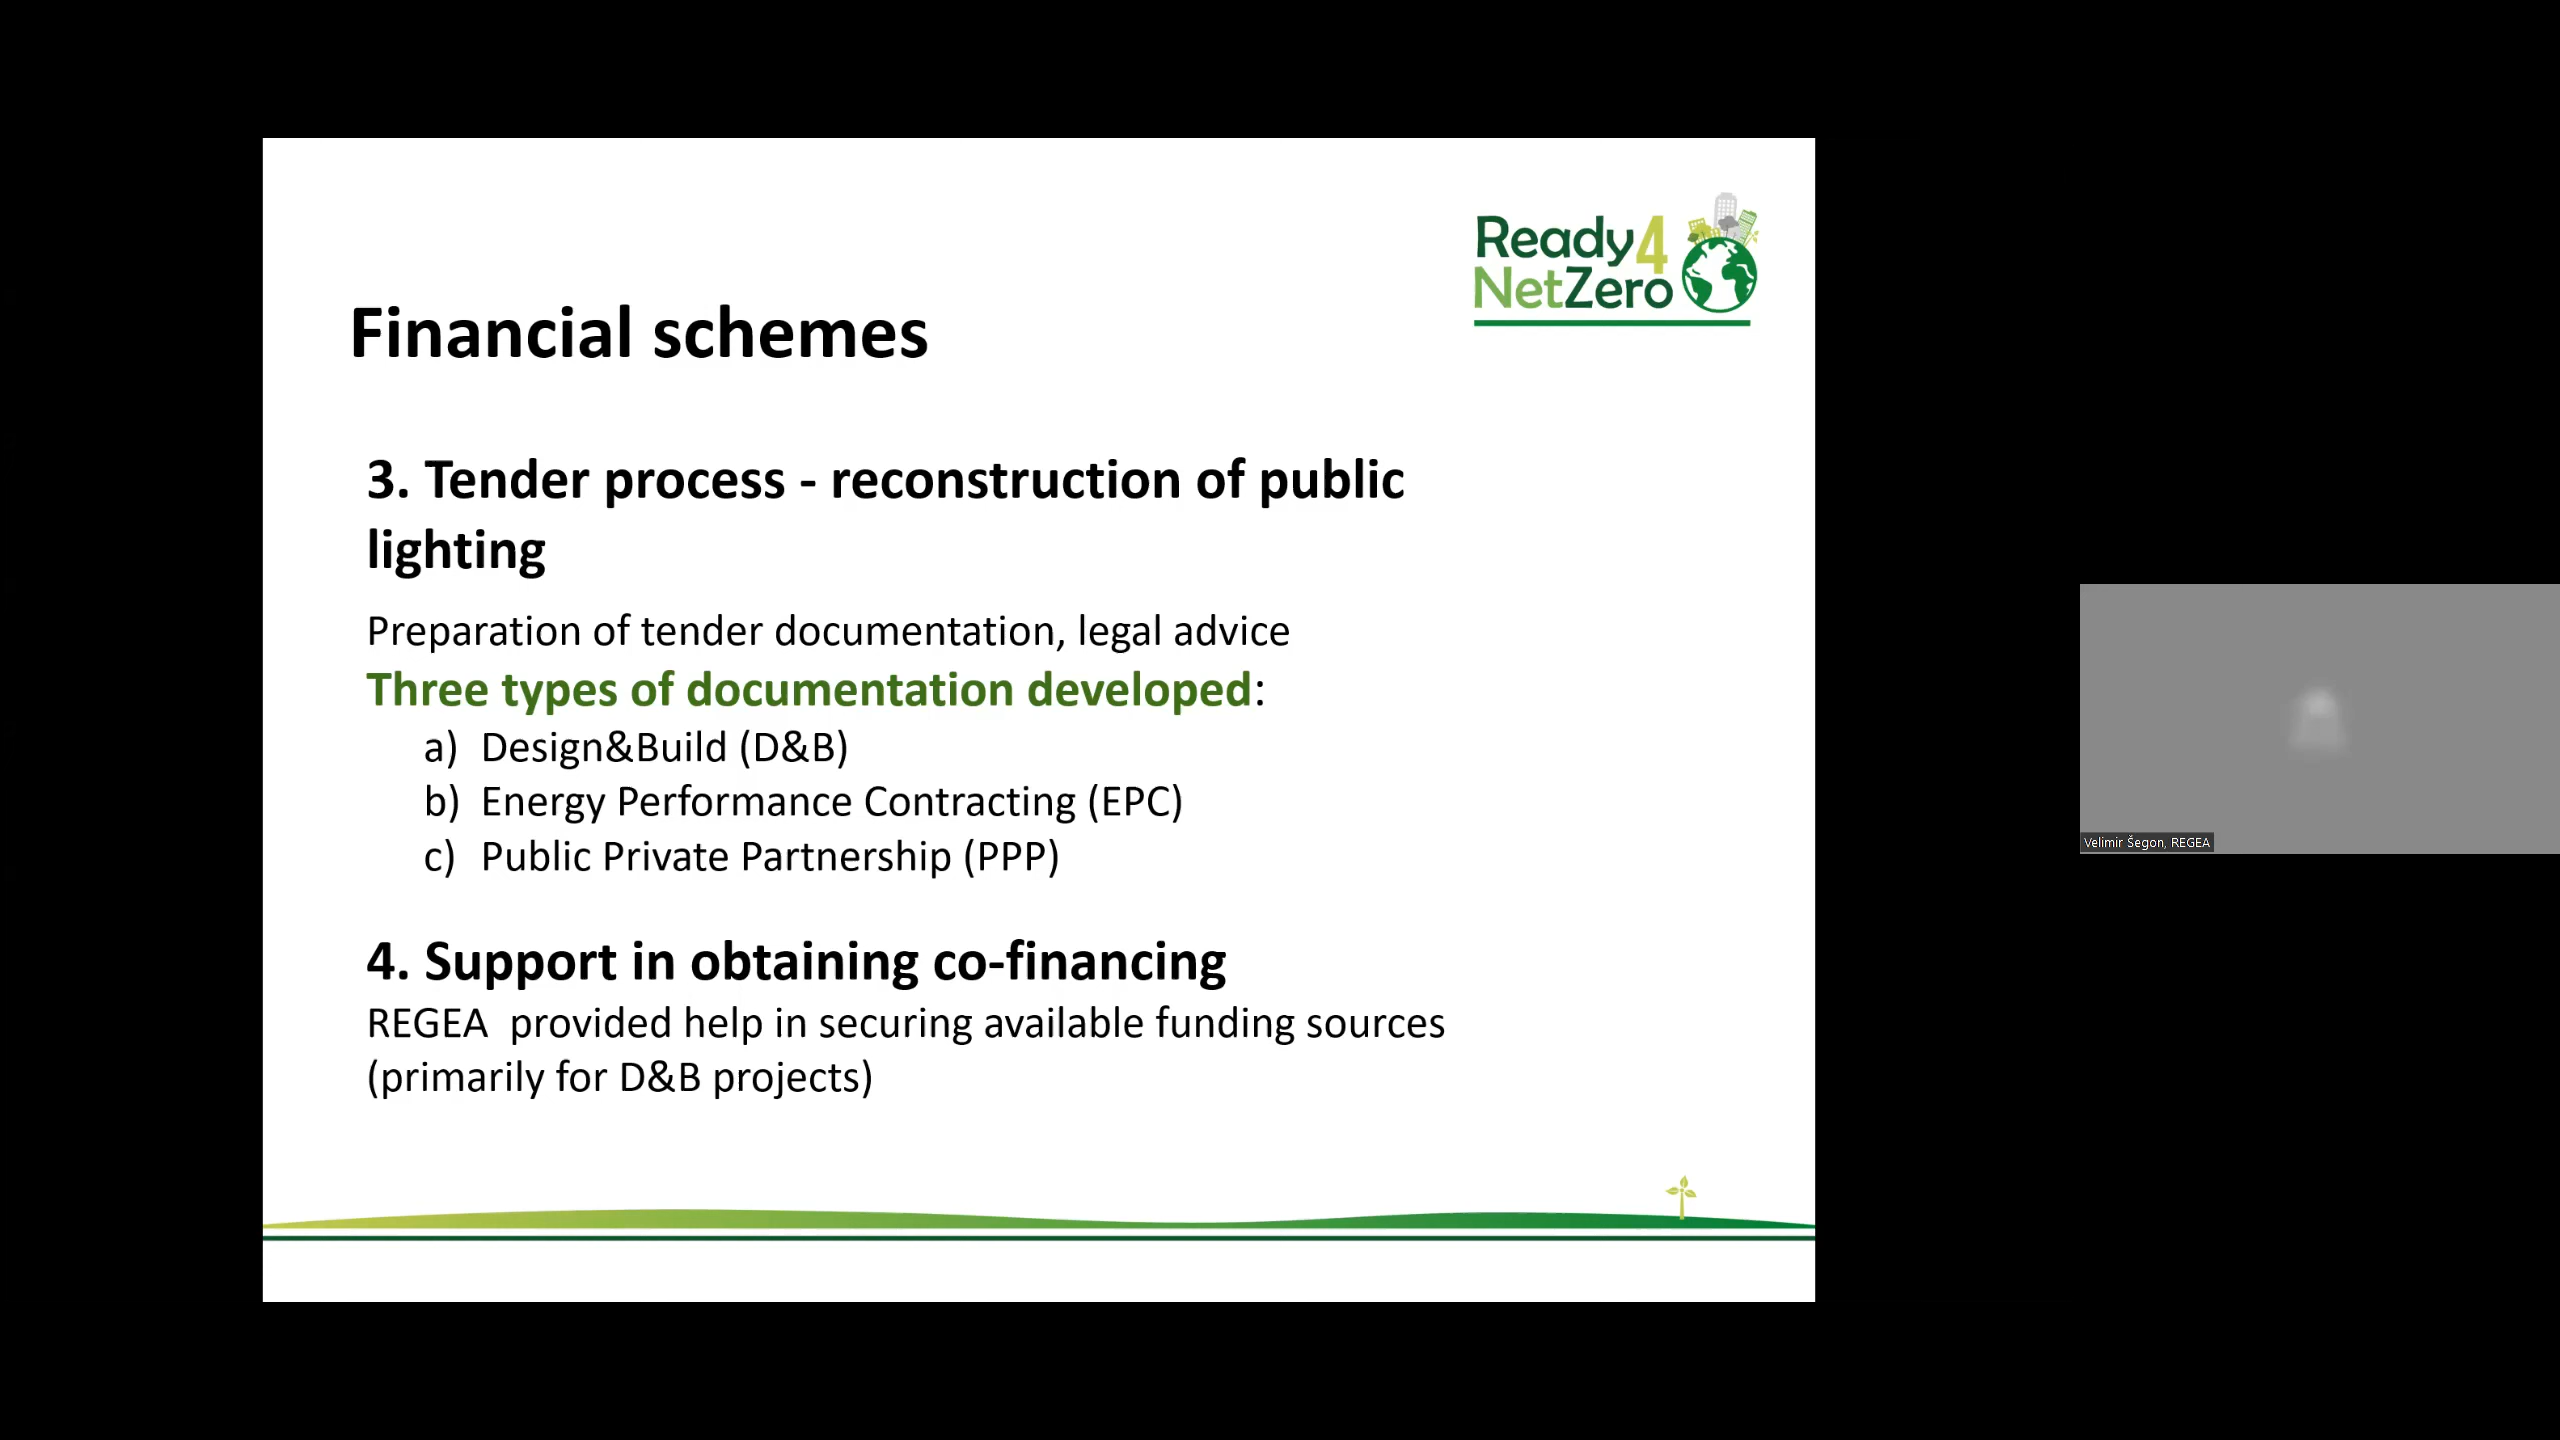 Ready4
NetZero
Financial schemes
3. Tender process - reconstruction of public
lighting
Preparation of tender documentation, legal advice
Three types of documentation developed:
a) Design&Build (D&B)
b) Energy Performance Contracting (EPC)
c) Public Private Partnership (PPP)
4. Support in obtaining co-financing
REGEA  provided help in securing available funding sources
(primarily for D&B projects)
Velimir Šegon, REGEA